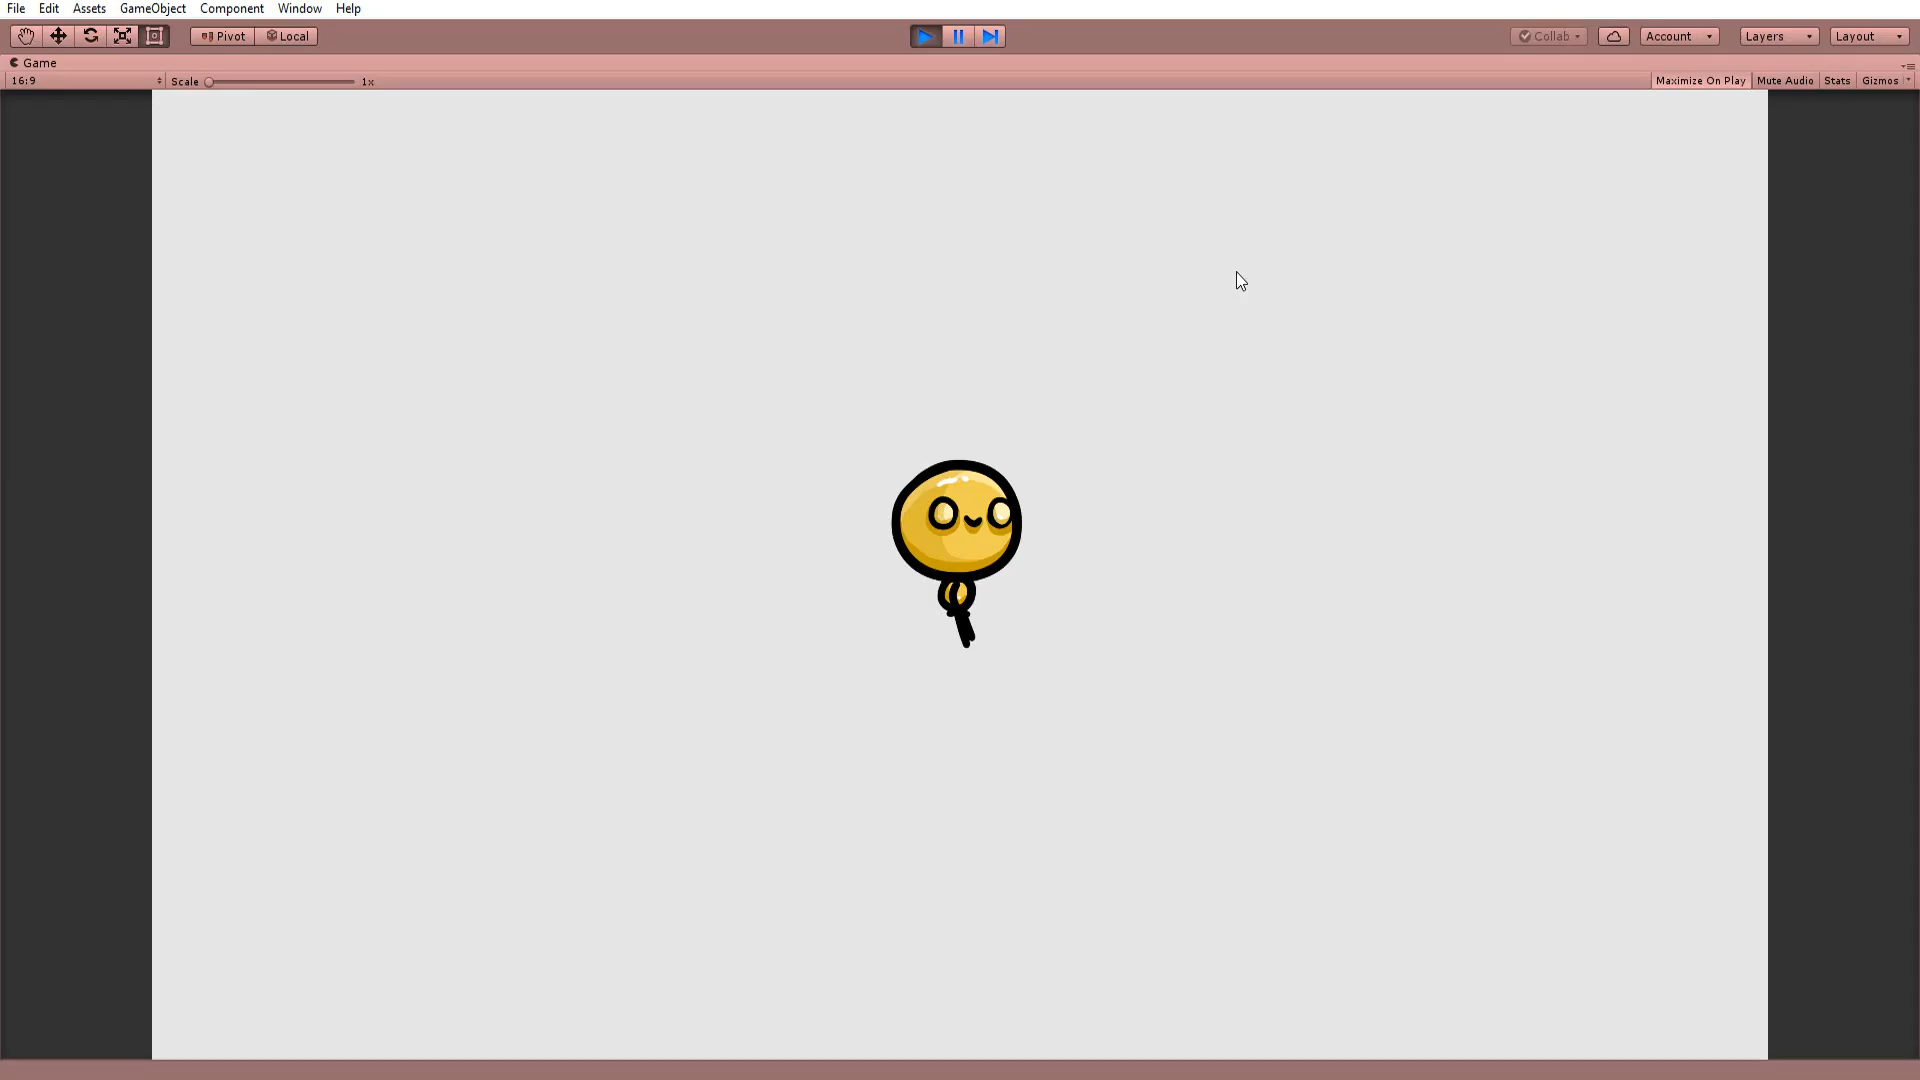 File Edit Assets GameObject Component Window Help
Pivot Local Collab Account Layers Layout
Game
16:9 Scale 1x Maximize On Play Mute Audio Stats Gizmos